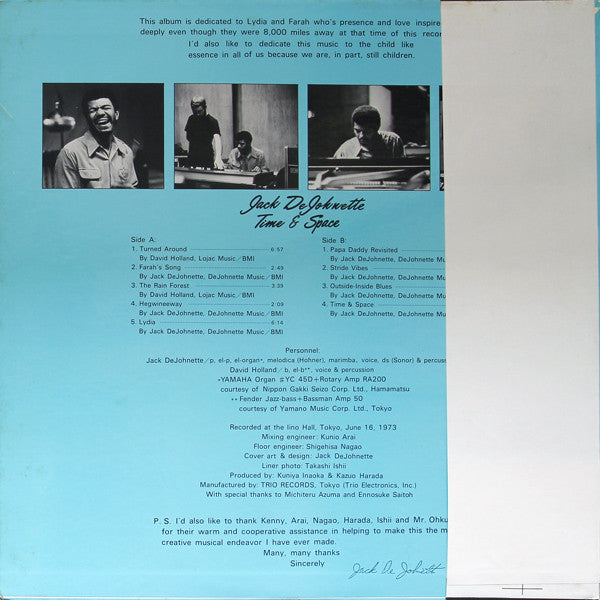 This album is dedicated to Lydia and Farah who's presence and love inspire
deeply even though they were 8,000 miles away at that time of this recor
I'd also like to dedicate this music to the child like
essence in all of us because we are, in part, still children.
Jack DeJohnette
Time & Space
Side A:
1. Turned Around 6:57
By David Holland, Lojac Music/BMI
2. Farah's Song 2:49
By Jack DeJohnette, DeJohnette Music/BMI
3. The Rain Forest 3:39
By David Holland, Lojac Music/BMI
4. Hegwineeway 2:09
By Jack DeJohnette, DeJohnette Music/BMI
5. Lydia 6:14
By Jack DeJohnette, DeJohnette Music/BMI
Side B:
1. Papa Daddy Revisited
By Jack DeJohnette, DeJohnette Mu
2. Stride Vibes
By Jack DeJohnette, DeJohnette Mu
3. Outside-Inside Blues
By Jack DeJohnette, DeJohnette Mu
4. Time & Space
By Jack DeJohnette, DeJohnette Mu
Personnel:
Jack DeJohnette/p, el-p, el-organ*, melodica (Hohner), marimba, voice, ds (Sonor) & percuss
David Holland/b, el-b**, voice & percussion
*YAMAHA Organ #YC 45D+Rotary Amp RA200
courtesy of Nippon Gakki Seizo Corp. Ltd., Hamamatsu
**Fender Jazz-bass+Bassman Amp 50
courtesy of Yamano Music Corp. Ltd., Tokyo
Recorded at the Iino Hall, Tokyo, June 16, 1973
Mixing engineer: Kunio Arai
Floor engineer: Shigehisa Nagao
Cover art & design: Jack DeJohnette
Liner photo: Takashi Ishii
Produced by: Kuniya Inaoka & Kazuo Harada
Manufactured by: TRIO RECORDS, Tokyo (Trio Electronics, Inc.)
With special thanks to Michiteru Azuma and Ennosuke Saitoh
P.S. I'd also like to thank Kenny, Arai, Nagao, Harada, Ishii and Mr. Ohku
for their warm and cooperative assistance in helping to make this the m
creative musical endeavor I have ever made.
Many, many thanks
Sincerely
Jack De Johnette